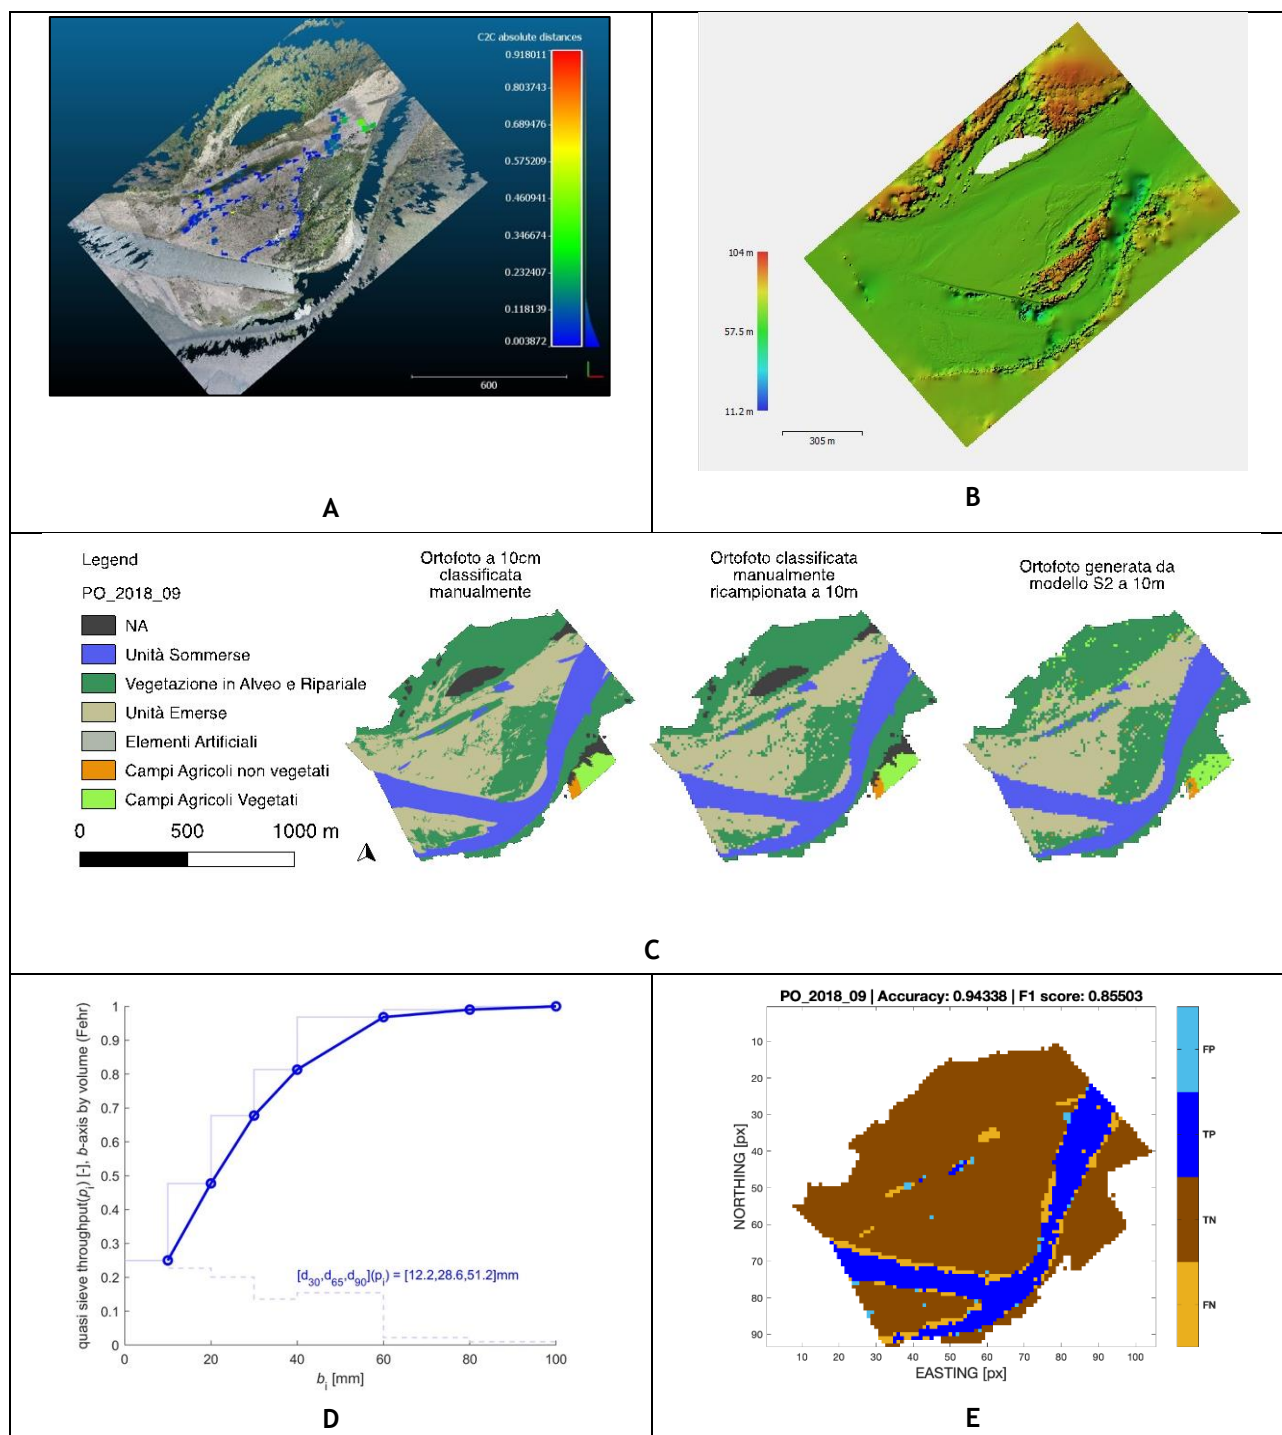 C2C absolute distances
0.918011
0.803743
0.689476
0.575209
0.460941
0.346674
0.232407
0.118139
0.003872
600
A
104 m
57.5 m
11.2 m
305 m
B
Legend
PO_2018_09
NA
Unità Sommerse
Vegetazione in Alveo e Ripariale
Unità Emerse
Elementi Artificiali
Campi Agricoli non vegetati
Campi Agricoli Vegetati
0 500 1000 m
Ortofoto a 10cm
classificata
manualmente
Ortofoto classificata
manualmente
ricampionata a 10m
Ortofoto generata da
modello S2 a 10m
C
quasi sieve throughput(p_i) [-], b-axis by volume (Fehr)
1
0.9
0.8
0.7
0.6
0.5
0.4
0.3
0.2
0.1
0
[d_30,d_65,d_90](p_i) = [12.2,28.6,51.2]mm
0 20 40 60 80 100
b_i [mm]
D
PO_2018_09 | Accuracy: 0.94338 | F1 score: 0.85503
NORTHING [px]
10
20
30
40
50
60
70
80
90
10 20 30 40 50 60 70 80 90 100
EASTING [px]
FP
TP
TN
FN
E